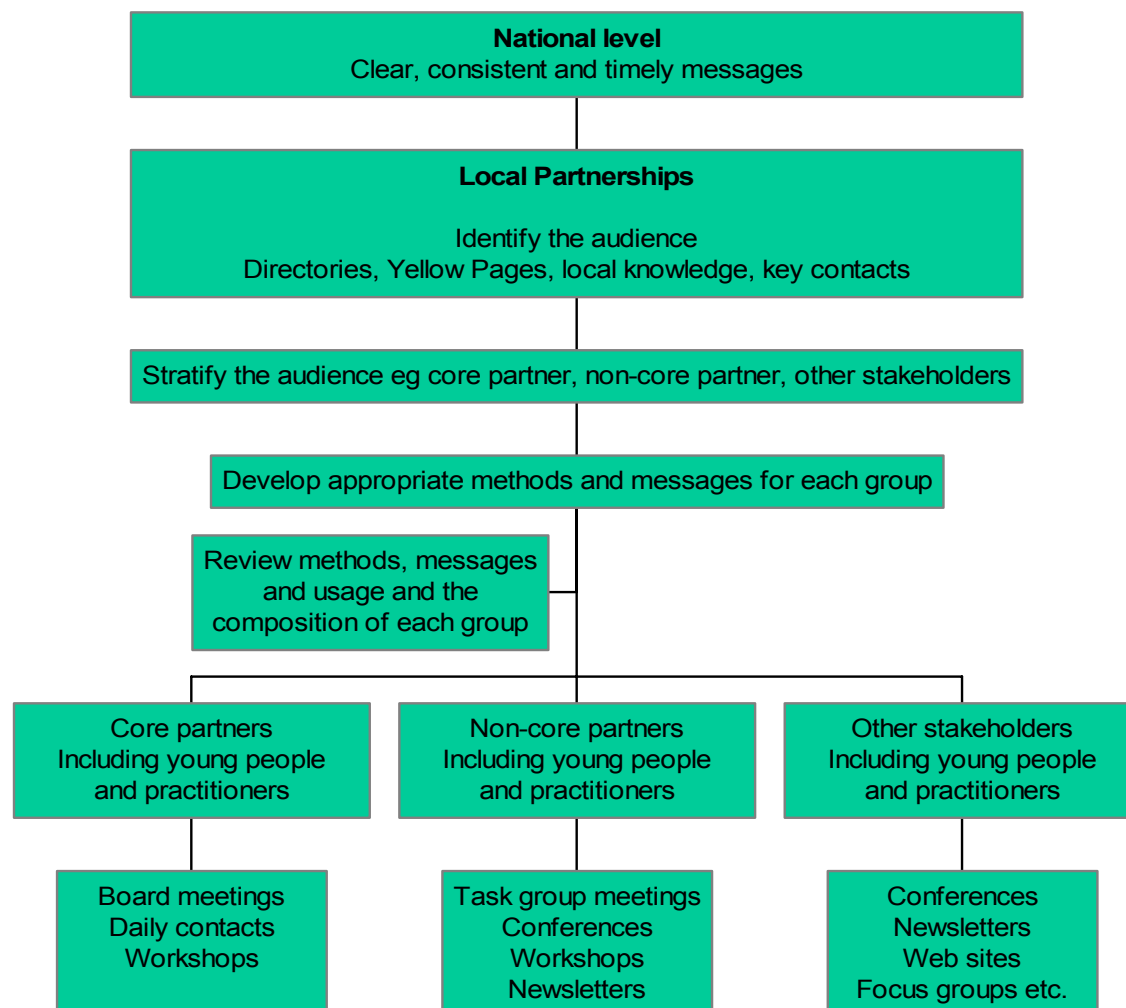 National level
Clear, consistent and timely messages
Local Partnerships
Identify the audience
Directories, Yellow Pages, local knowledge, key contacts
Stratify the audience eg core partner, non-core partner, other stakeholders
Develop appropriate methods and messages for each group
Review methods, messages
and usage and the
composition of each group
Core partners
Including young people
and practitioners
Non-core partners
Including young people
and practitioners
Other stakeholders
Including young people
and practitioners
Board meetings
Daily contacts
Workshops
Task group meetings
Conferences
Workshops
Newsletters
Conferences
Newsletters
Web sites
Focus groups etc.